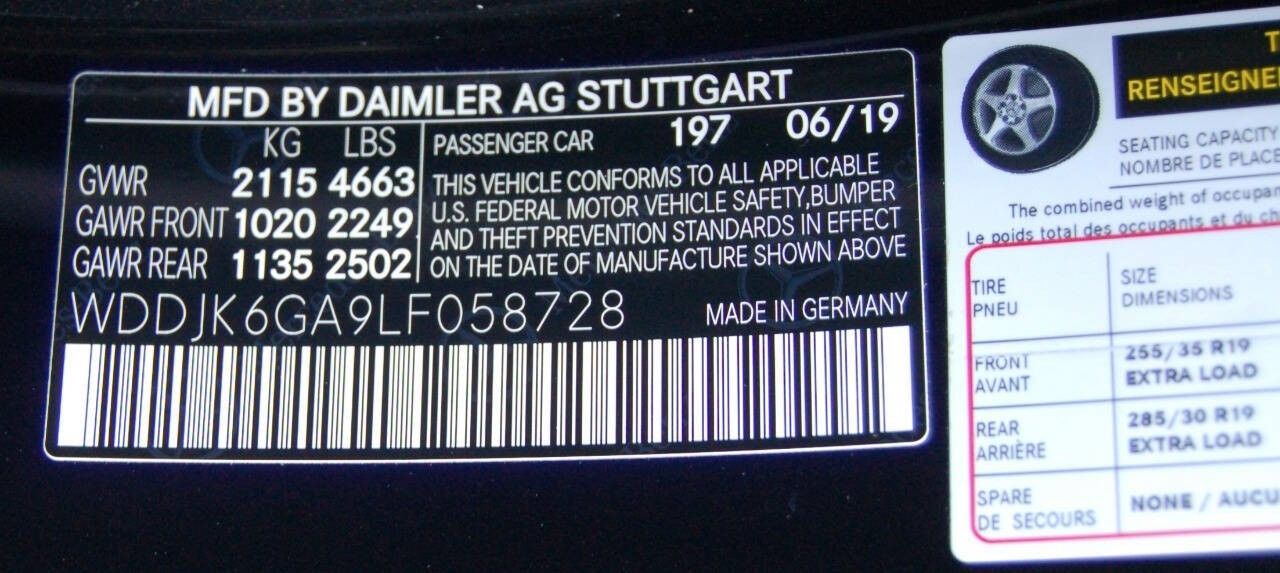 MFD BY DAIMLER AG STUTTGART
KG LBS
GVWR 2115 4663
GAWR FRONT 1020 2249
GAWR REAR 1135 2502
PASSENGER CAR 197 06/19
THIS VEHICLE CONFORMS TO ALL APPLICABLE
U.S. FEDERAL MOTOR VEHICLE SAFETY,BUMPER
AND THEFT PREVENTION STANDARDS IN EFFECT
ON THE DATE OF MANUFACTURE SHOWN ABOVE
WDDJK6GA9LF058728
MADE IN GERMANY
SEATING CAPACITY
NOMBRE DE PLACE
The combined weight of
Le poids total des occupants et du
TIRE
PNEU
SIZE
DIMENSIONS
FRONT
AVANT
255/35 R19
EXTRA LOAD
REAR
ARRIÈRE
285/30 R19
EXTRA LOAD
SPARE
DE SECOURS
NONE /